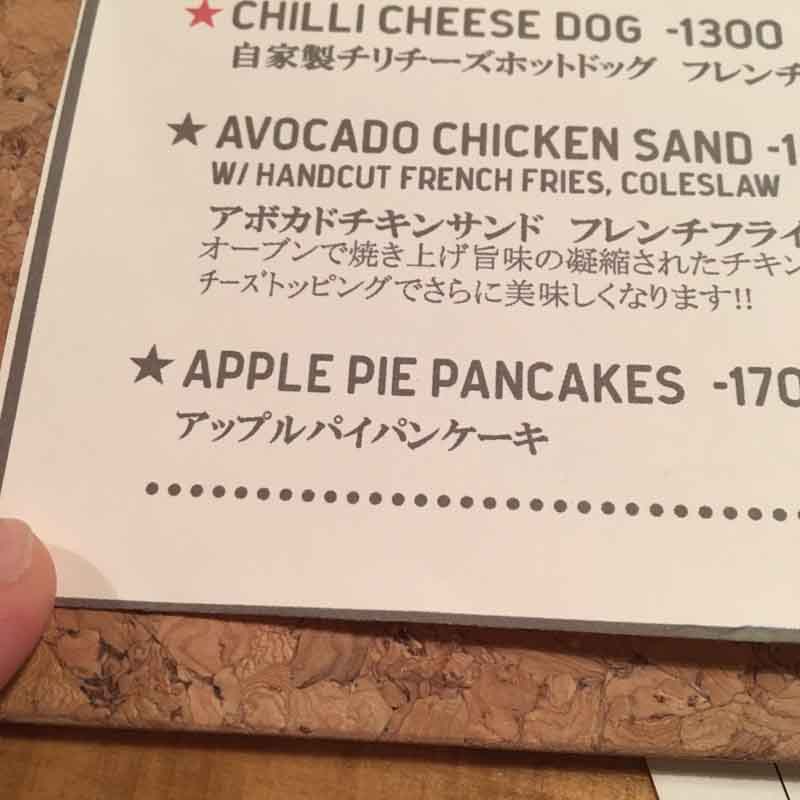 ★CHILLI CHEESE DOG -1300
自家製チリチーズホットドッグ フレンチ
★AVOCADO CHICKEN SAND -1
W/ HANDCUT FRENCH FRIES, COLESLAW
アボカドチキンサンド フレンチフライ
オーブンで焼き上げ旨味の凝縮されたチキン
チーズトッピングでさらに美味しくなります!!
★APPLE PIE PANCAKES -170
アップルパイパンケーキ